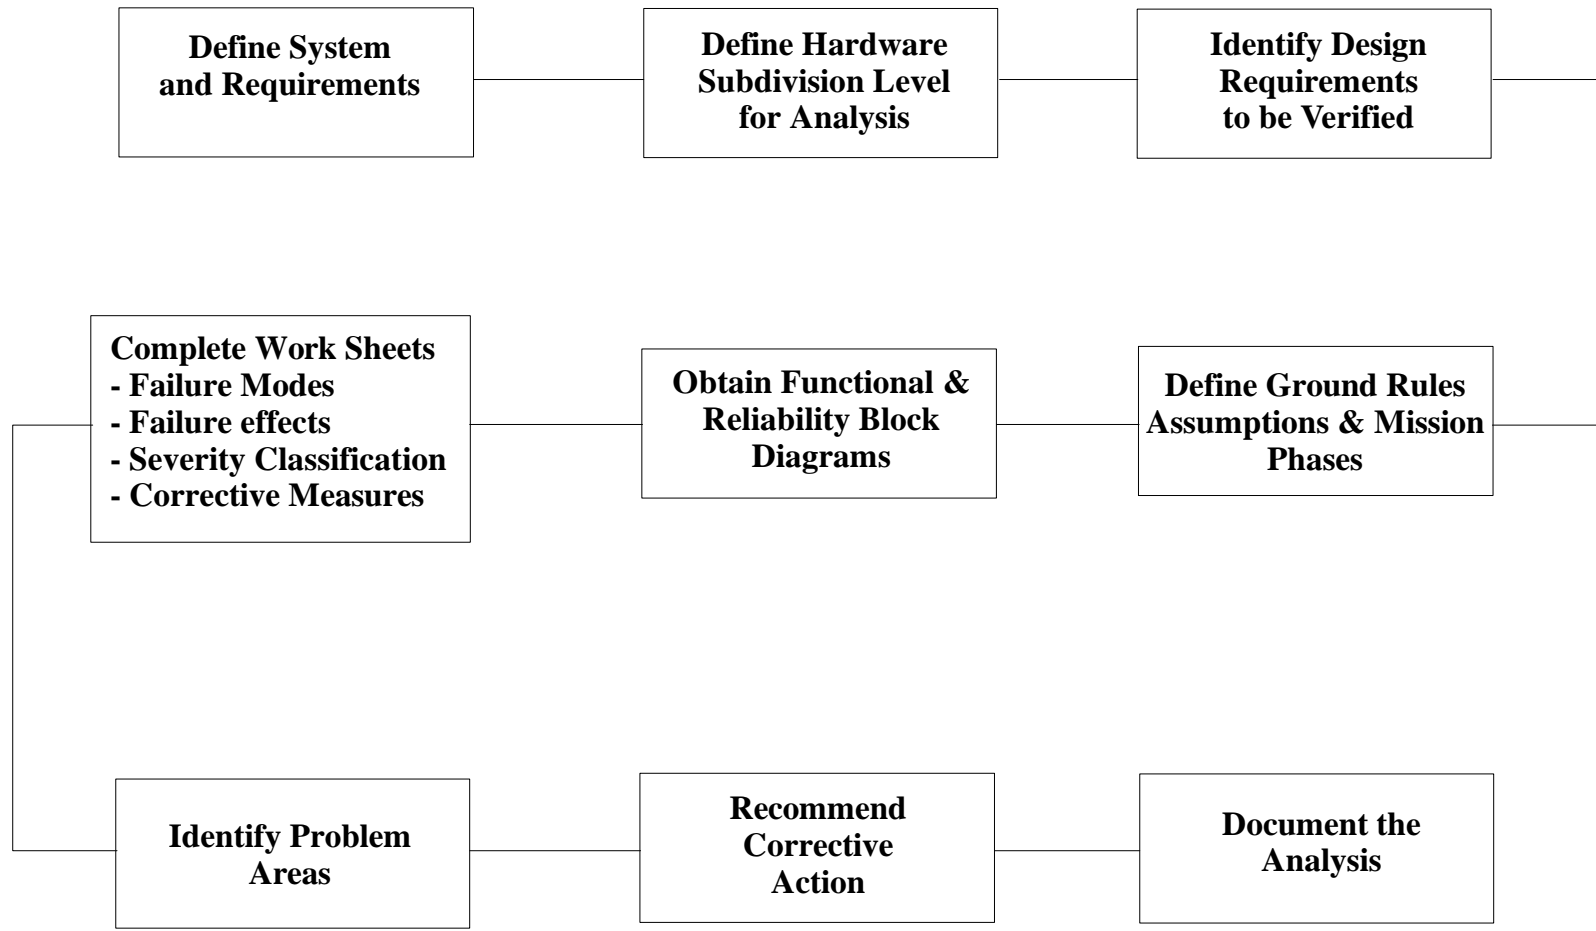 Define System
and Requirements
Define Hardware
Subdivision Level
for Analysis
Identify Design
Requirements
to be Verified
Complete Work Sheets
- Failure Modes
- Failure effects
- Severity Classification
- Corrective Measures
Obtain Functional &
Reliability Block
Diagrams
Define Ground Rules
Assumptions & Mission
Phases
Identify Problem
Areas
Recommend
Corrective
Action
Document the
Analysis